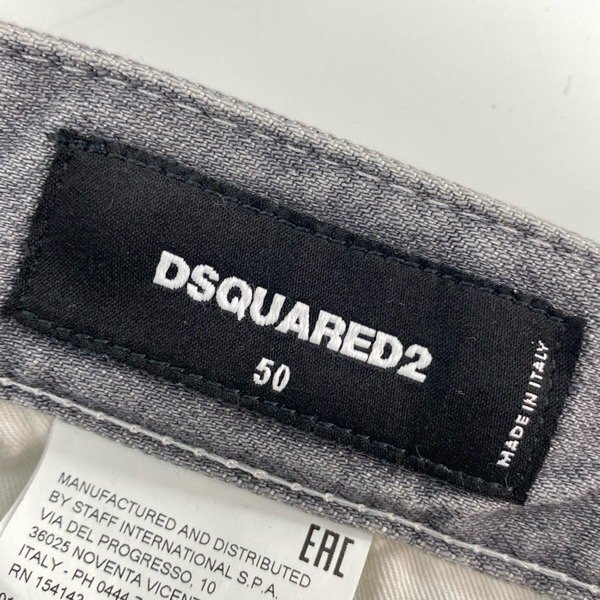 DSQUARED2
50
MADE IN ITALY
MANUFACTURED AND DISTRIBUTED
BY STAFF INTERNATIONAL S.P.A.
VIA DEL PROGRESSO, 10
36025 NOVENTA
ITALY - PH 0444
RN
EAC